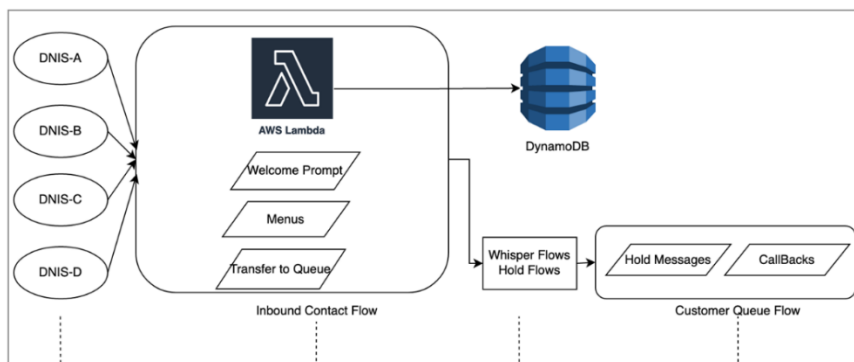 DNIS-A
DNIS-B
DNIS-C
DNIS-D
AWS Lambda
Welcome Prompt
Menus
Transfer to Queue
Inbound Contact Flow
DynamoDB
Whisper Flows
Hold Flows
Hold Messages
CallBacks
Customer Queue Flow